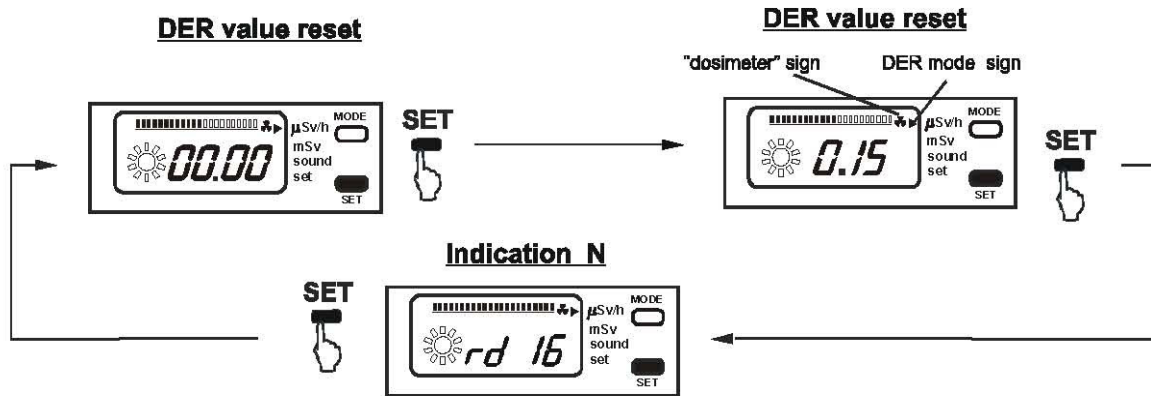 DER value reset
DER value reset
"dosimeter" sign
DER mode sign
00.00
µSv/h
mSv
sound
set
MODE
SET
SET
0.15
µSv/h
mSv
sound
set
MODE
SET
SET
Indication N
SET
rd 16
µSv/h
mSv
sound
set
MODE
SET